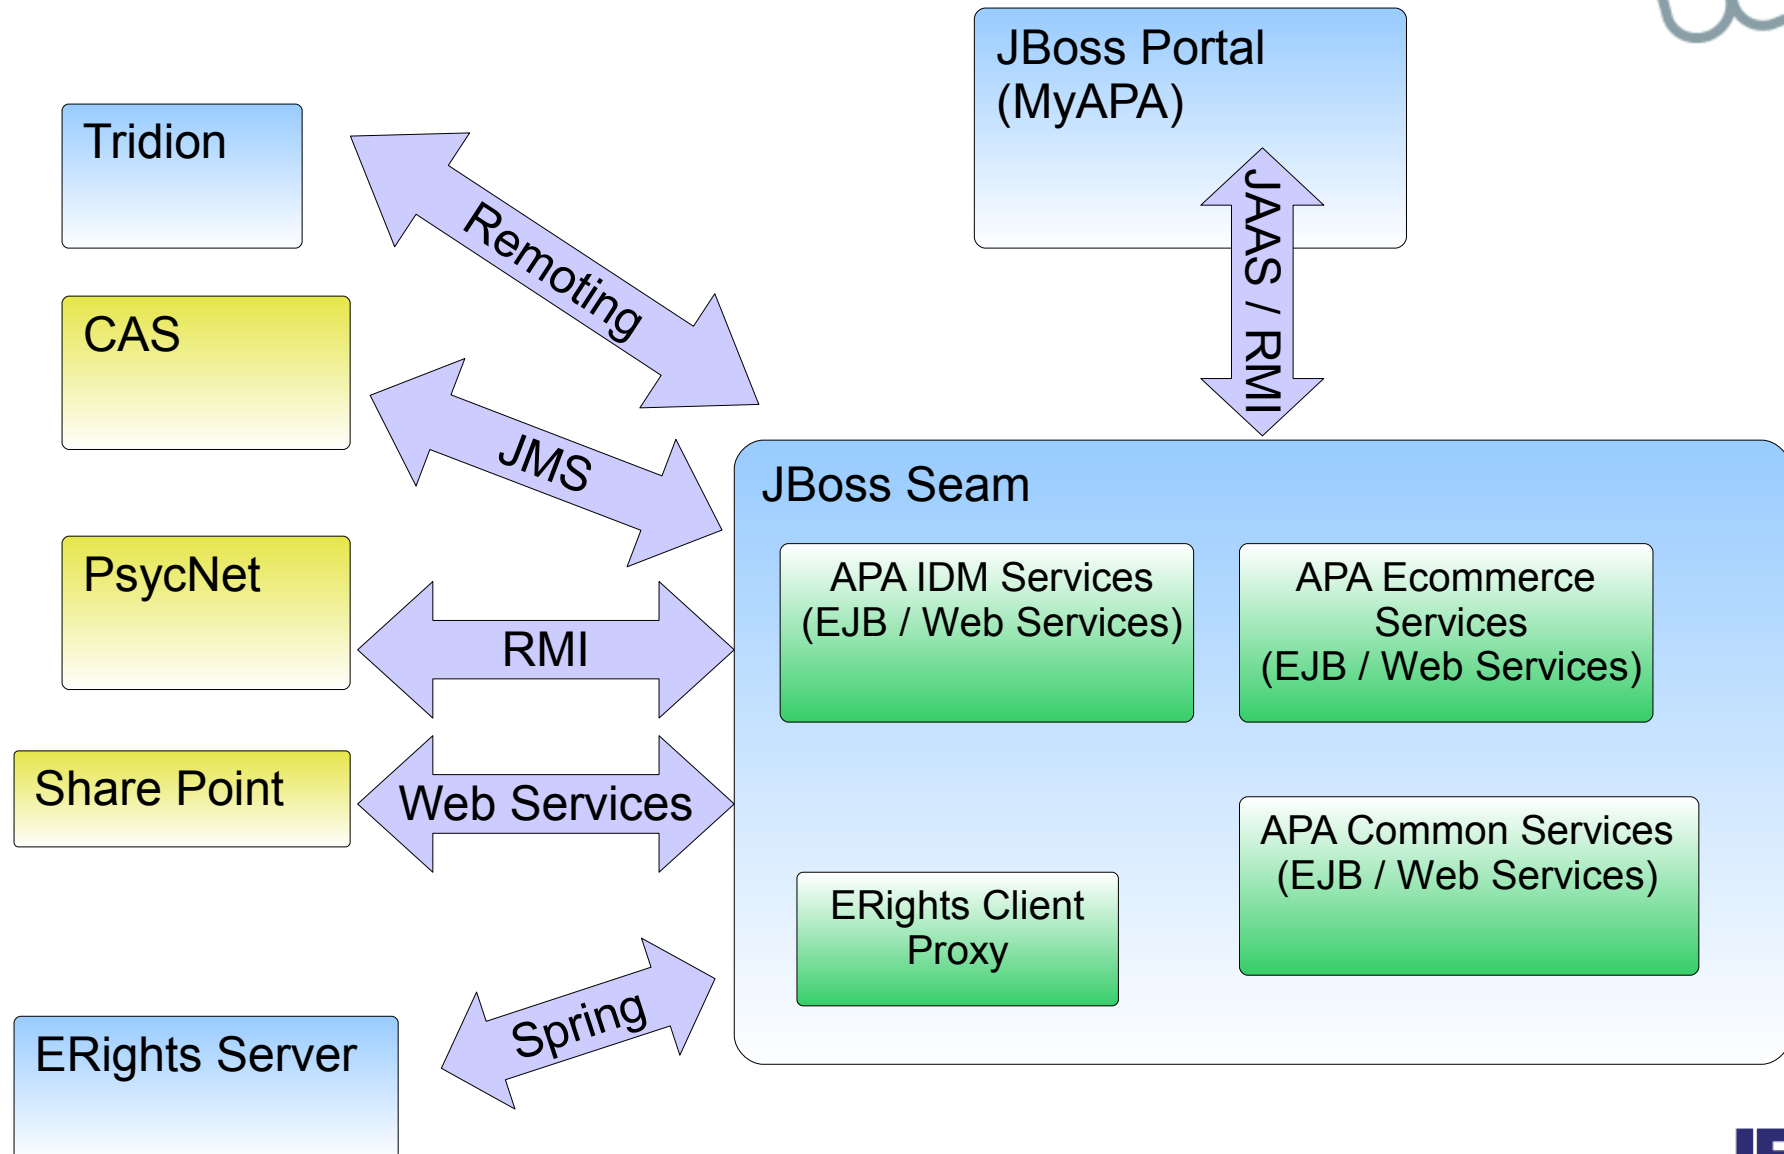 JBoss Portal
(MyAPA)
Tridion
Remoting
JAAS / RMI
CAS
JMS
JBoss Seam
PsycNet
RMI
APA IDM Services
(EJB / Web Services)
APA Ecommerce
Services
(EJB / Web Services)
Share Point
Web Services
APA Common Services
(EJB / Web Services)
ERights Client
Proxy
Spring
ERights Server